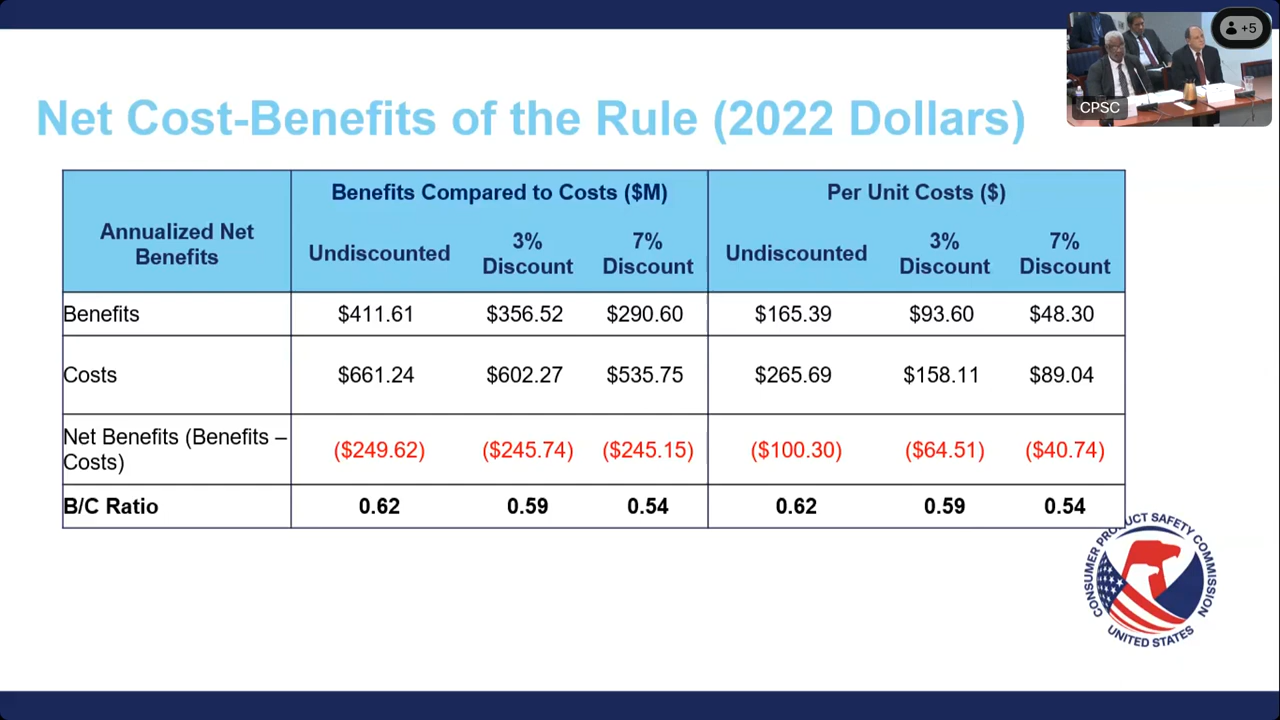 +5
CPSC
Net Cost-Benefits of the Rule (2022 Dollars)
Annualized Net
Benefits
Benefits Compared to Costs ($M)
Per Unit Costs ($)
Undiscounted
3%
Discount
7%
Discount
Undiscounted
3%
Discount
7%
Discount
Benefits $411.61 $356.52 $290.60 $165.39 $93.60 $48.30
Costs $661.24 $602.27 $535.75 $265.69 $158.11 $89.04
Net Benefits (Benefits –
Costs)
($249.62) ($245.74) ($245.15) ($100.30) ($64.51) ($40.74)
B/C Ratio 0.62 0.59 0.54 0.62 0.59 0.54
CONSUMER PRODUCT SAFETY COMMISSION
UNITED STATES